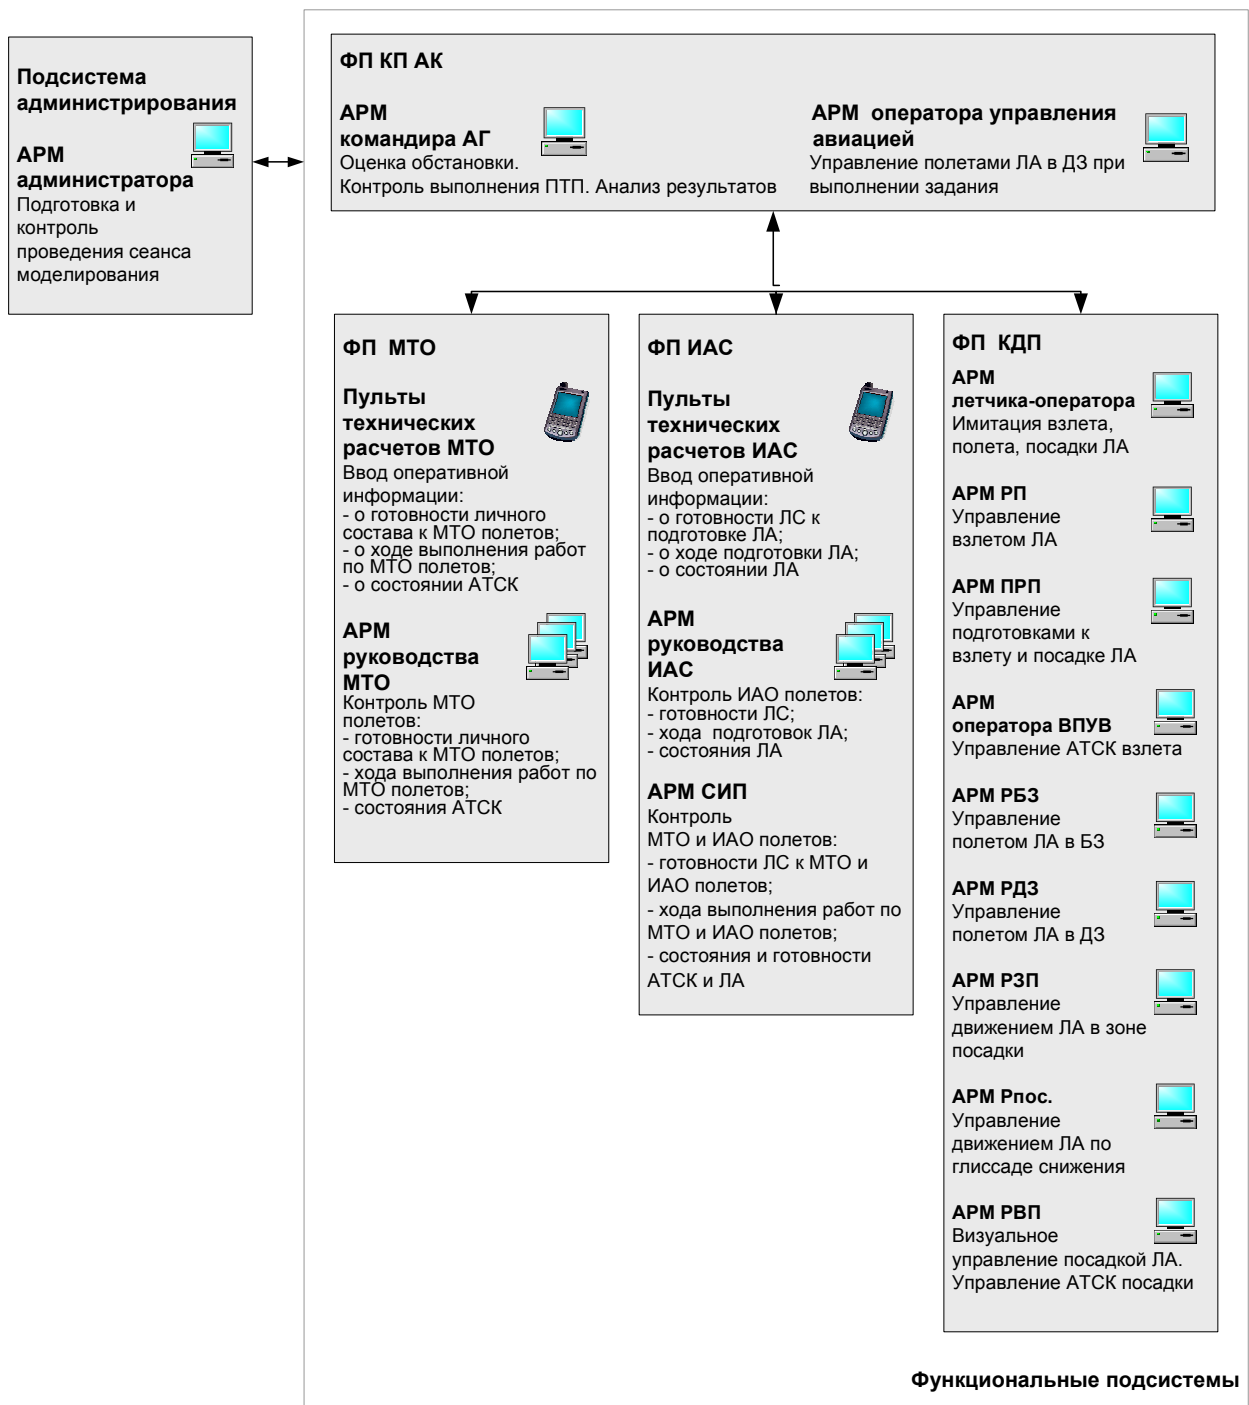 Подсистема
администрирования
АРМ
администратора
Подготовка и
контроль
проведения сеанса
моделирования
ФП КП АК
АРМ
командира АГ
Оценка обстановки.
Контроль выполнения ПТП. Анализ результатов
АРМ оператора управления
авиацией
Управление полетами ЛА в ДЗ при
выполнении задания
ФП МТО
Пульты
технических
расчетов МТО
Ввод оперативной
информации:
- о готовности личного
состава к МТО полетов;
- о ходе выполнения работ
по МТО полетов;
- о состоянии АТСК
АРМ
руководства
МТО
Контроль МТО
полетов:
- готовности личного
состава к МТО полетов;
- хода выполнения работ по
МТО полетов;
- состояния АТСК
ФП ИАС
Пульты
технических
расчетов ИАС
Ввод оперативной
информации:
- о готовности ЛС к
подготовке ЛА;
- о ходе подготовки ЛА;
- о состоянии ЛА
АРМ
руководства
ИАС
Контроль ИАО полетов:
- готовности ЛС;
- хода подготовок ЛА;
- состояния ЛА
АРМ СИП
Контроль
МТО и ИАО полетов:
- готовности ЛС к МТО и
ИАО полетов;
- хода выполнения работ по
МТО и ИАО полетов;
- состояния и готовности
АТСК и ЛА
ФП КДП
АРМ
летчика-оператора
Имитация взлета,
полета, посадки ЛА
АРМ РП
Управление
взлетом ЛА
АРМ ПРП
Управление
подготовками к
взлету и посадке ЛА
АРМ
оператора ВПУВ
Управление АТСК взлета
АРМ РБЗ
Управление
полетом ЛА в БЗ
АРМ РДЗ
Управление
полетом ЛА в ДЗ
АРМ РЗП
Управление
движением ЛА в зоне
посадки
АРМ Рпос.
Управление
движением ЛА по
глиссаде снижения
АРМ РВП
Визуальное
управление посадкой ЛА.
Управление АТСК посадки
Функциональные подсистемы